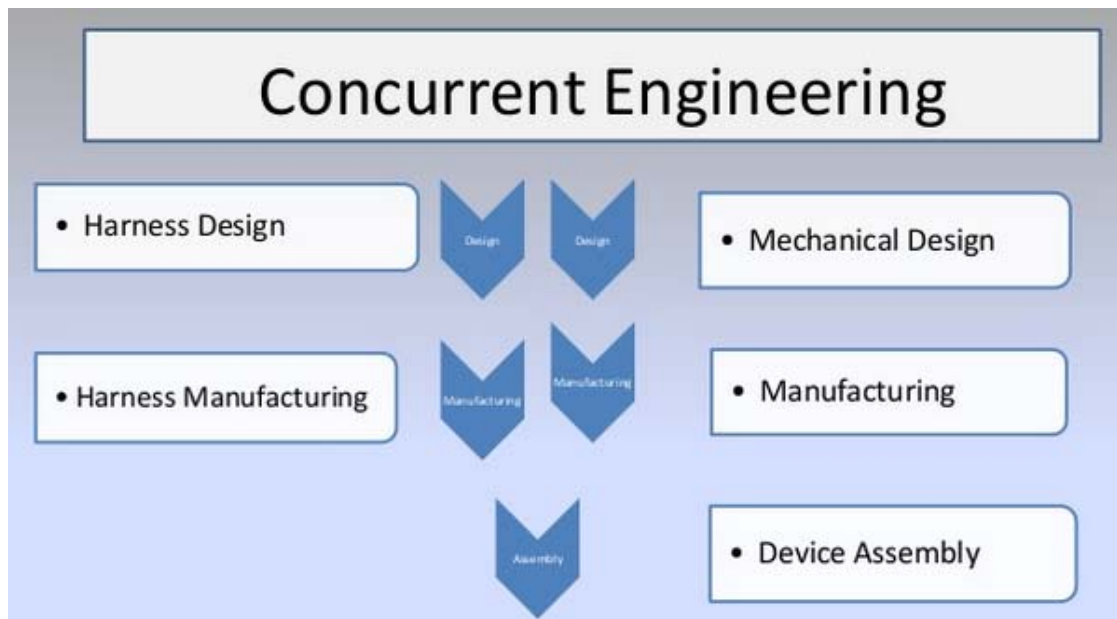 Concurrent Engineering
• Harness Design
Design
Design
• Mechanical Design
• Harness Manufacturing
Manufacturing
Manufacturing
• Manufacturing
Assembly
• Device Assembly